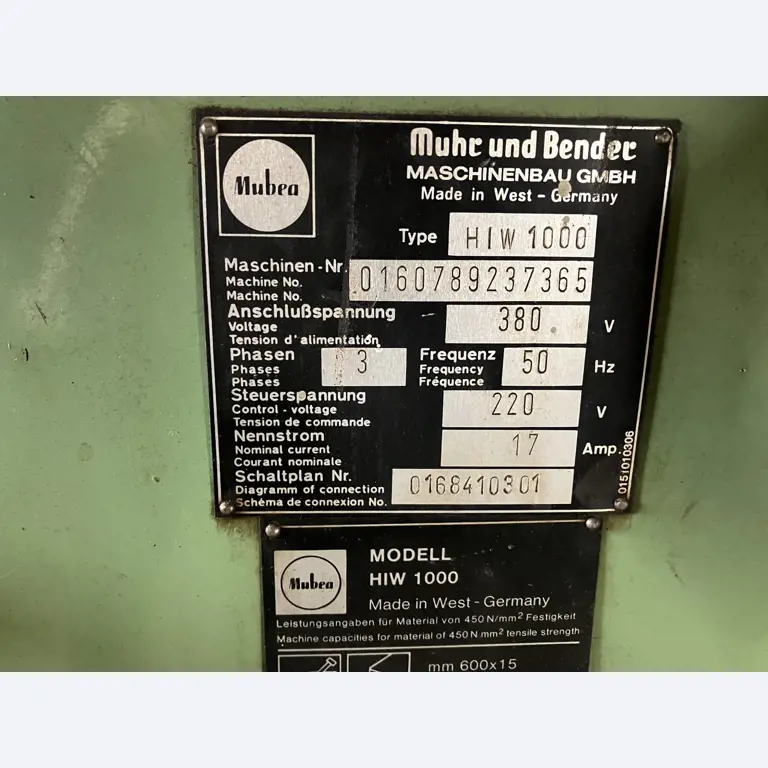 Mubea
Muhr und Bender
MASCHINENBAU GMBH
Made in West - Germany
Type HIW 1000
Maschinen-Nr. 0160789237365
Machine No.
Machine No.
Anschlußspannung 380 V
Voltage
Tension d'alimentation
Phasen 3 Frequenz 50 Hz
Phases Frequency
Phases Fréquence
Steuerspannung 220 V
Control - voltage
Tension de commande
Nennstrom 17 Amp.
Nominal current
Courant nominale
Schaltplan Nr. 0168410301
Diagramm of connection
Schéma de connexion No.
0151010306
Mubea
MODELL
HIW 1000
Made in West - Germany
Leistungsangaben für Material von 450 N/mm² Festigkeit
Machine capacities for material of 450 N.mm² tensile strength
mm 600x15